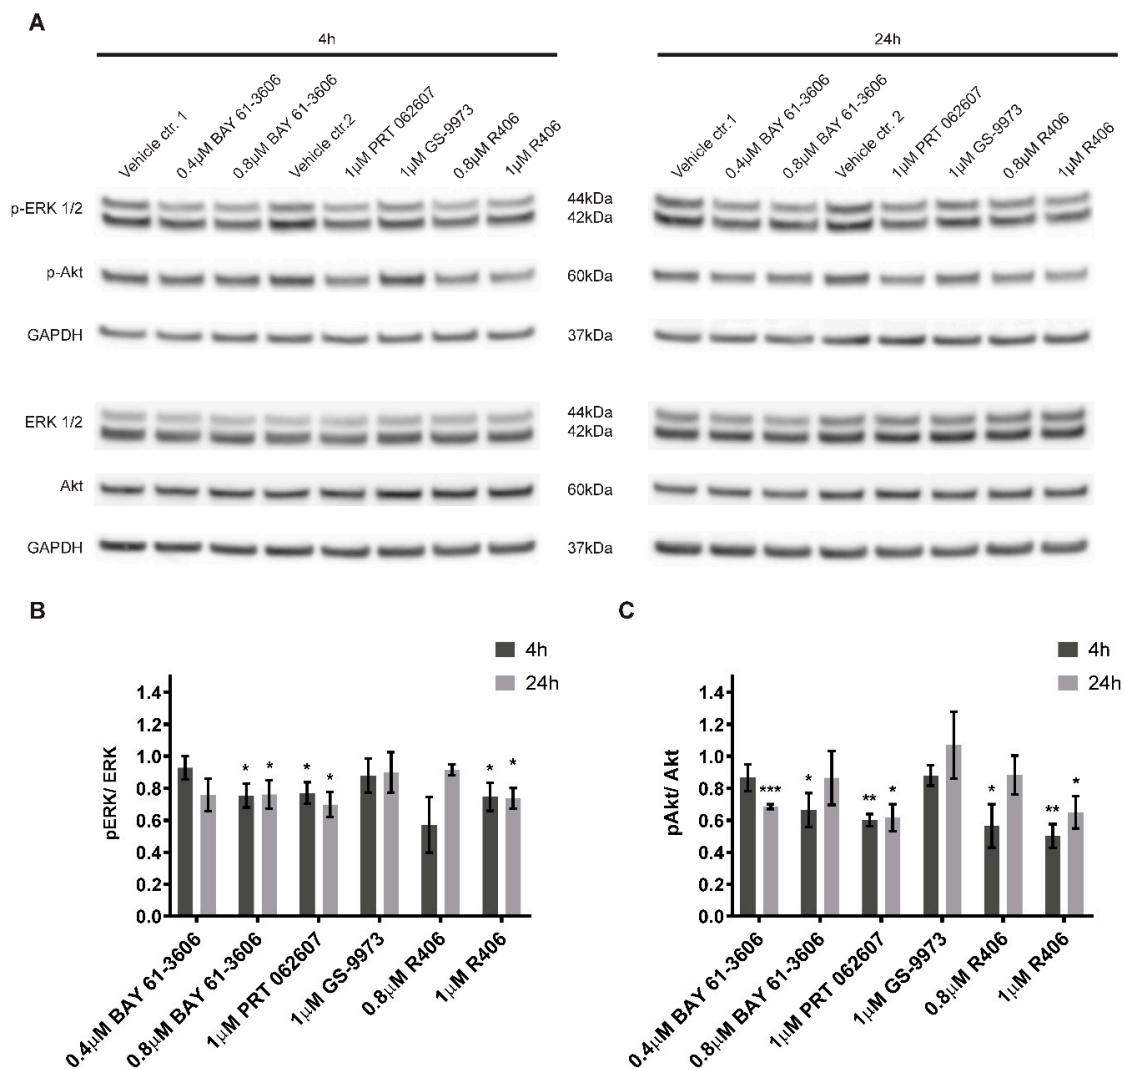 A
4h
24h
Vehicle ctr. 1
0.4μM BAY 61-3606
0.8μM BAY 61-3606
Vehicle ctr.2
1μM PRT 062607
1μM GS-9973
0.8μM R406
1μM R406
Vehicle ctr.1
0.4μM BAY 61-3606
0.8μM BAY 61-3606
Vehicle ctr. 2
1μM PRT 062607
1μM GS-9973
0.8μM R406
1μM R406
p-ERK 1/2
44kDa
42kDa
p-Akt
60kDa
GAPDH
37kDa
ERK 1/2
44kDa
42kDa
Akt
60kDa
GAPDH
37kDa
B
4h
24h
pERK/ ERK
1.4
1.2
1.0
0.8
0.6
0.4
0.2
0.0
* * * * * *
0.4μM BAY 61-3606
0.8μM BAY 61-3606
1μM PRT 062607
1μM GS-9973
0.8μM R406
1μM R406
C
4h
24h
pAkt/ Akt
1.4
1.2
1.0
0.8
0.6
0.4
0.2
0.0
*** * ** * * ** *
0.4μM BAY 61-3606
0.8μM BAY 61-3606
1μM PRT 062607
1μM GS-9973
0.8μM R406
1μM R406